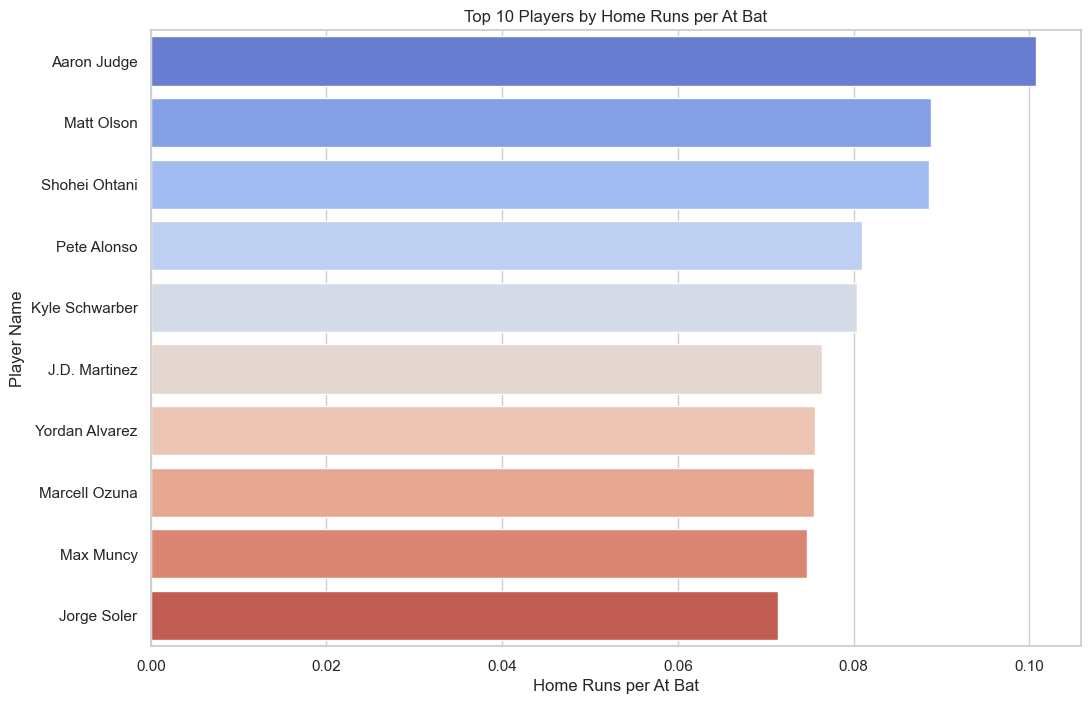 Top 10 Players by Home Runs per At Bat
Player Name
Aaron Judge
Matt Olson
Shohei Ohtani
Pete Alonso
Kyle Schwarber
J.D. Martinez
Yordan Alvarez
Marcell Ozuna
Max Muncy
Jorge Soler
0.00 0.02 0.04 0.06 0.08 0.10
Home Runs per At Bat